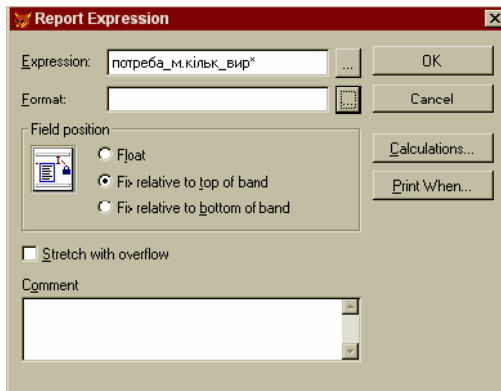 Report Expression
Expression: потреба_м.кільк_вир* ... OK
Format: ... Cancel
Field position
Float
Fix relative to top of band
Fix relative to bottom of band
Calculations...
Print When...
Stretch with overflow
Comment